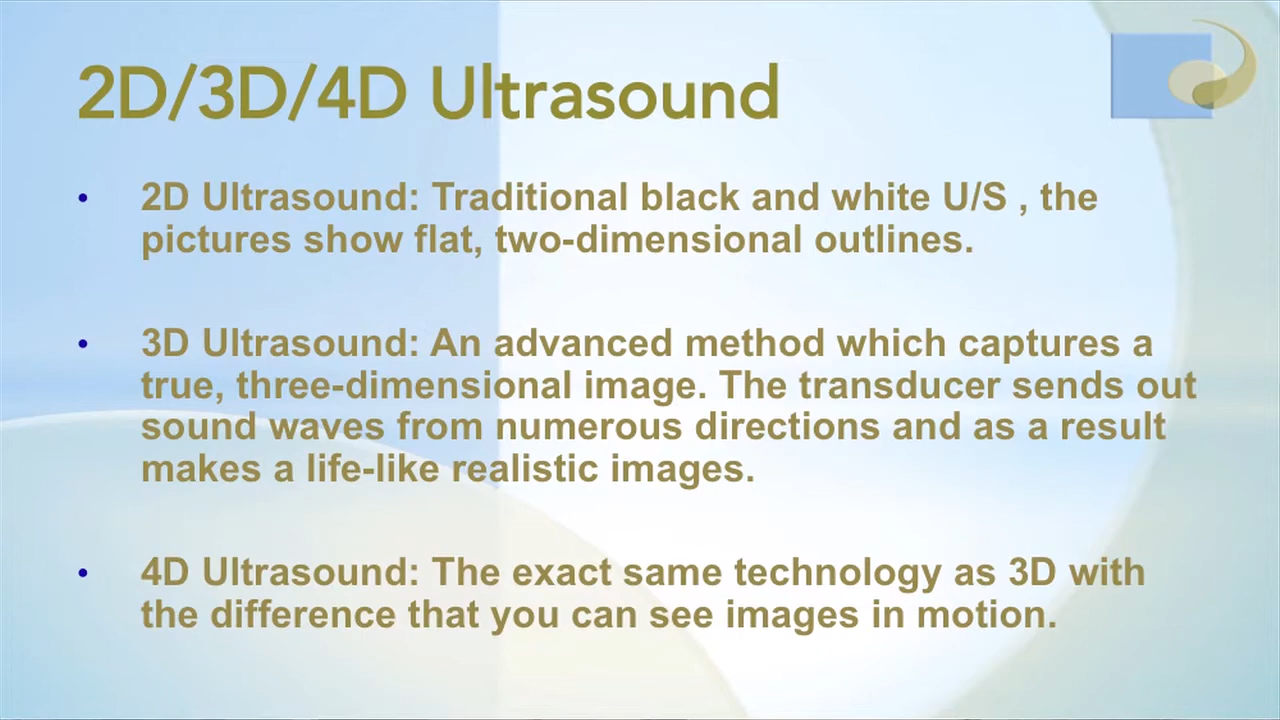 2D/3D/4D Ultrasound
• 2D Ultrasound: Traditional black and white U/S , the
pictures show flat, two-dimensional outlines.
• 3D Ultrasound: An advanced method which captures a
true, three-dimensional image. The transducer sends out
sound waves from numerous directions and as a result
makes a life-like realistic images.
• 4D Ultrasound: The exact same technology as 3D with
the difference that you can see images in motion.